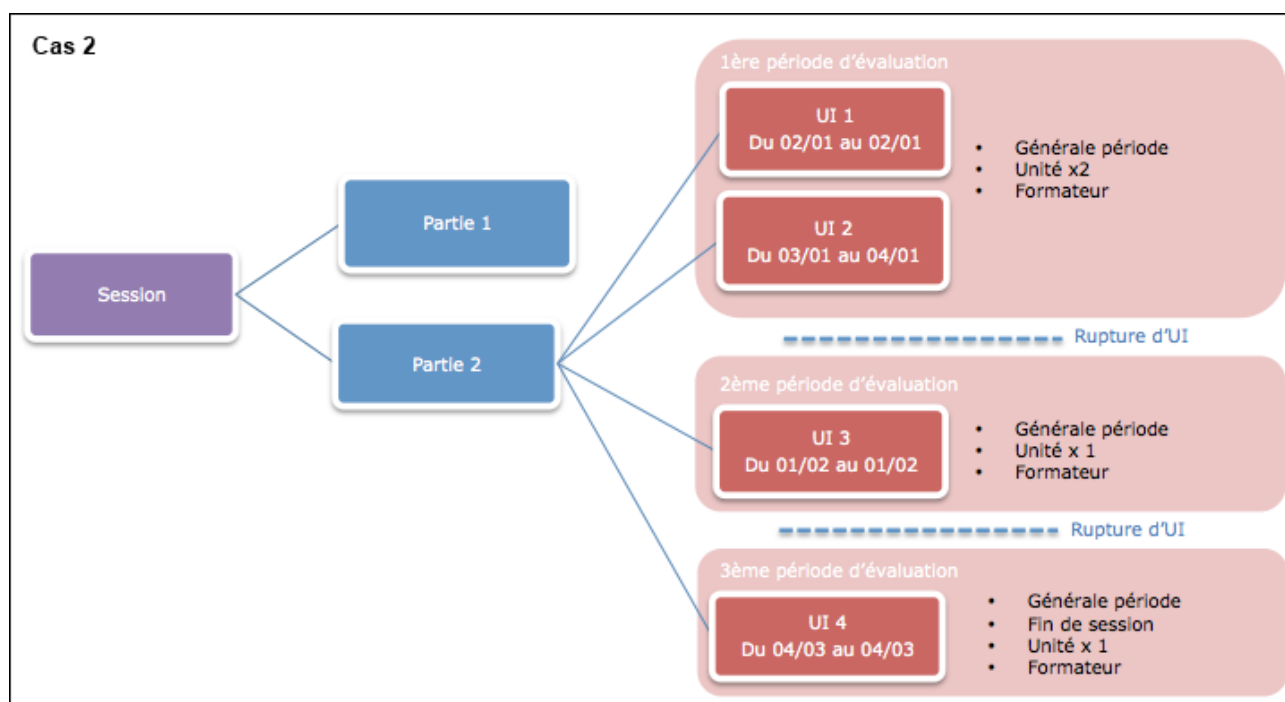 Cas 2
Session
Partie 1
Partie 2
1ère période d'évaluation
UI 1
Du 02/01 au 02/01
UI 2
Du 03/01 au 04/01
• Générale période
• Unité x2
• Formateur
Rupture d'UI
2ème période d'évaluation
UI 3
Du 01/02 au 01/02
• Générale période
• Unité x 1
• Formateur
Rupture d'UI
3ème période d'évaluation
UI 4
Du 04/03 au 04/03
• Générale période
• Fin de session
• Unité x 1
• Formateur